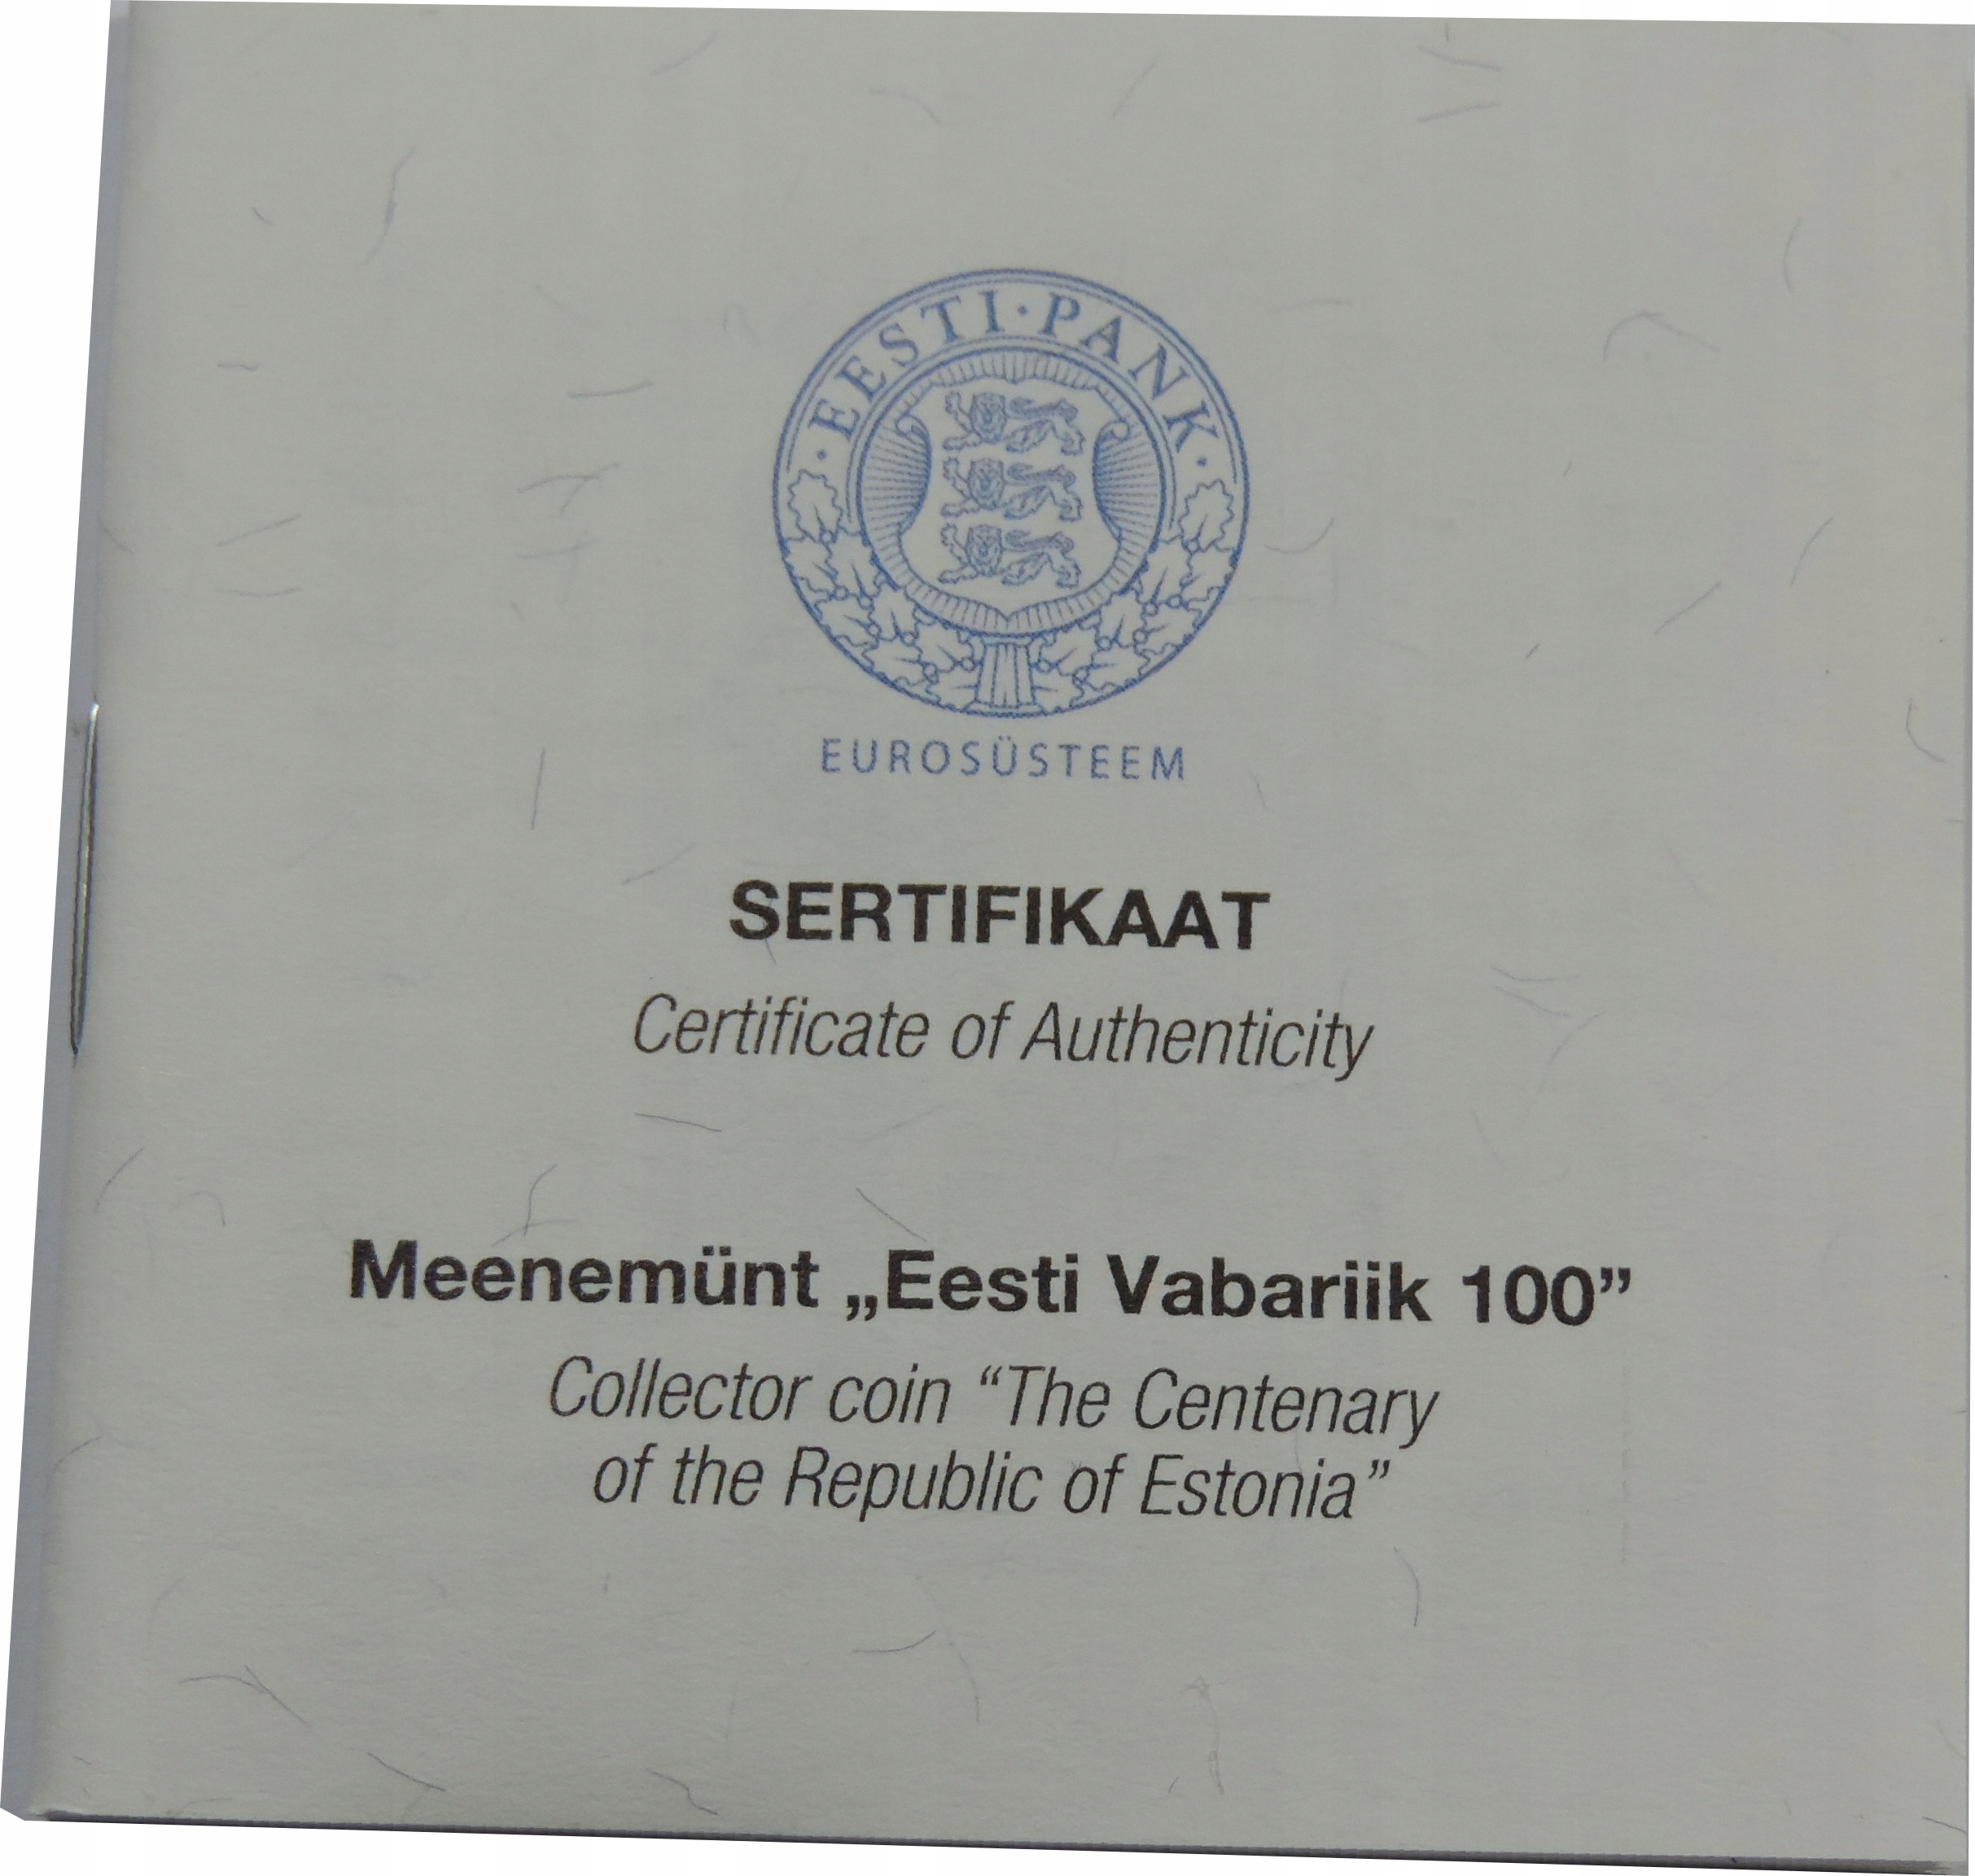 · EESTI · PANK ·
EUROSÜSTEEM
SERTIFIKAAT
Certificate of Authenticity
Meenemünt „Eesti Vabariik 100”
Collector coin “The Centenary
of the Republic of Estonia”